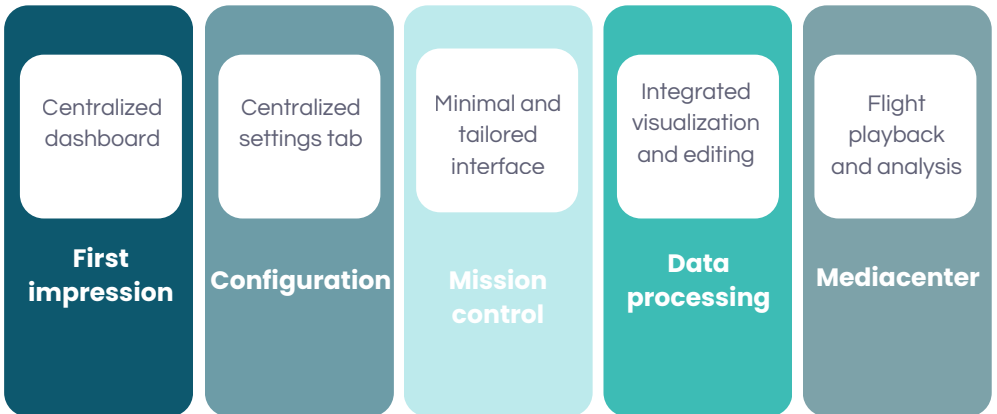 Centralized
dashboard
First
impression
Centralized
settings tab
Configuration
Minimal and
tailored
interface
Mission
control
Integrated
visualization
and editing
Data
processing
Flight
playback
and analysis
Mediacenter